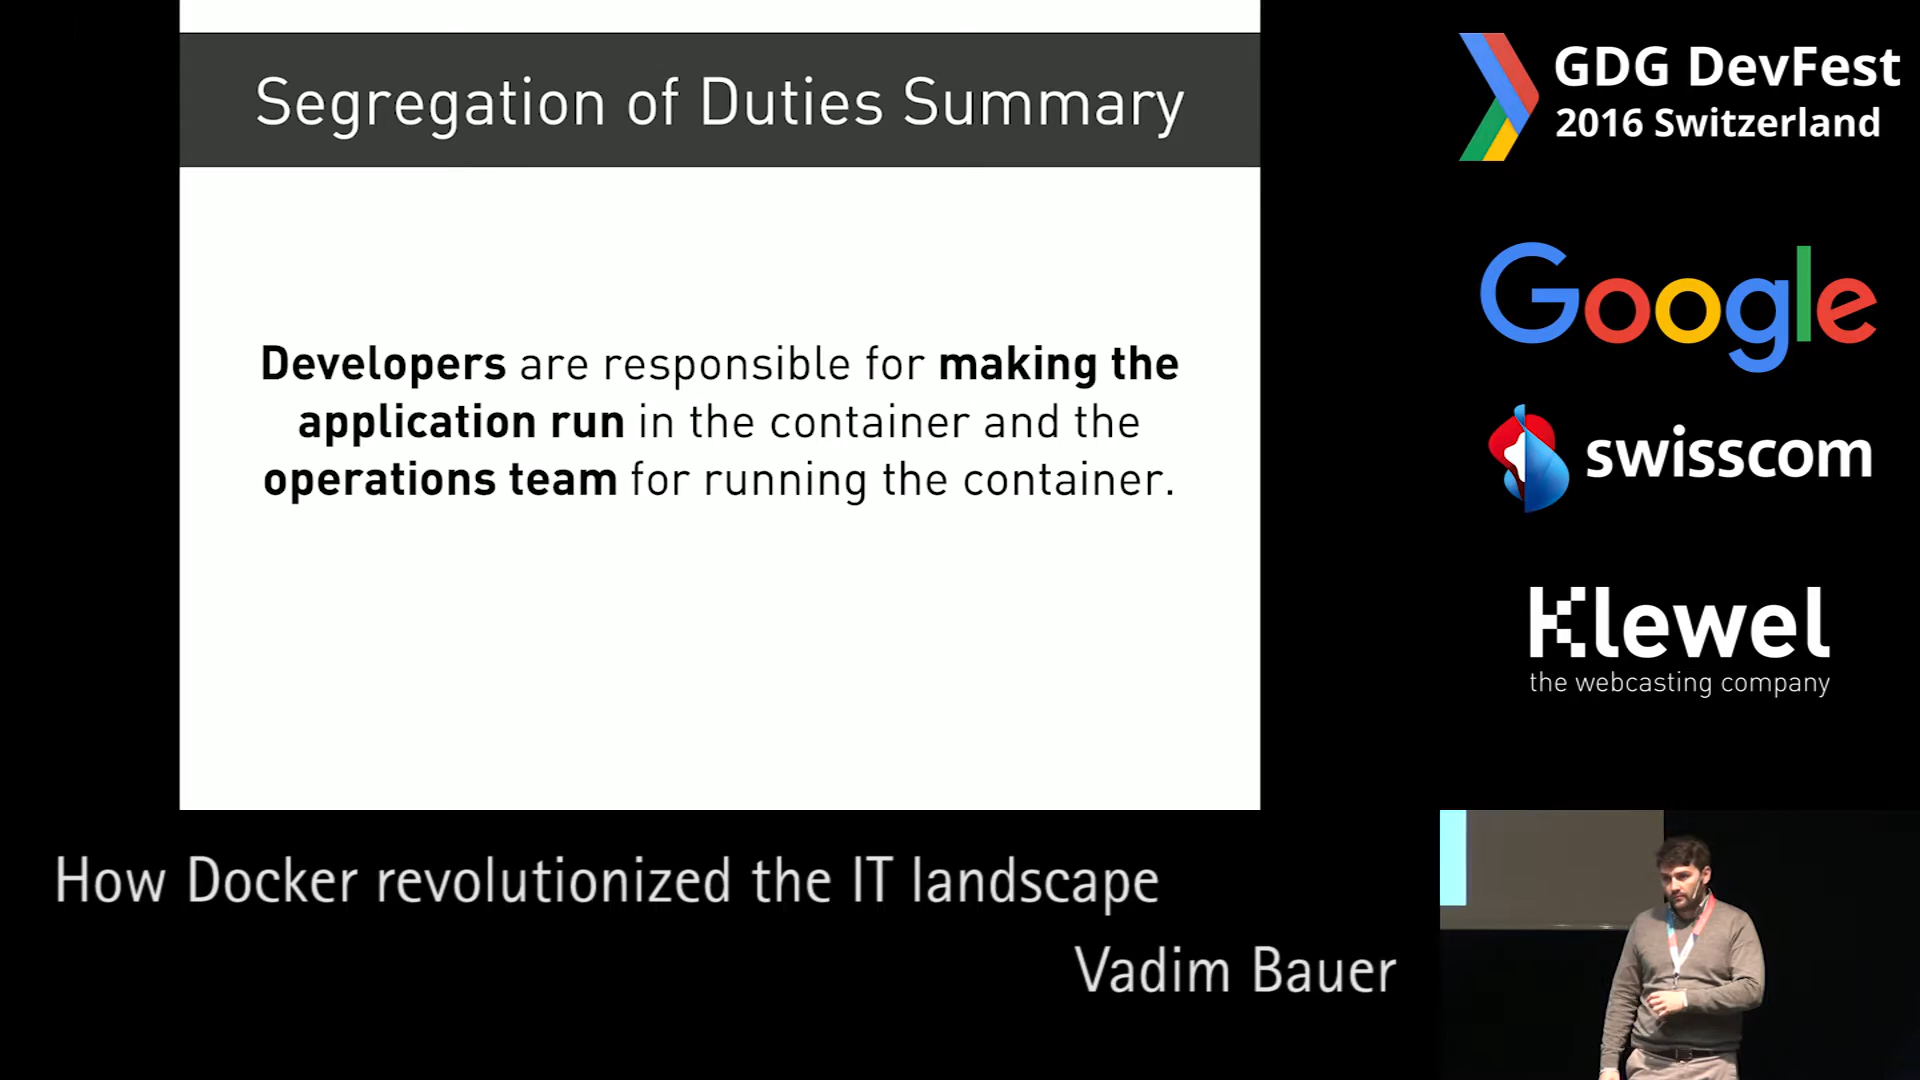 Segregation of Duties Summary
Developers are responsible for making the
application run in the container and the
operations team for running the container.
GDG DevFest
2016 Switzerland
Google
swisscom
Klewel
the webcasting company
How Docker revolutionized the IT landscape
Vadim Bauer